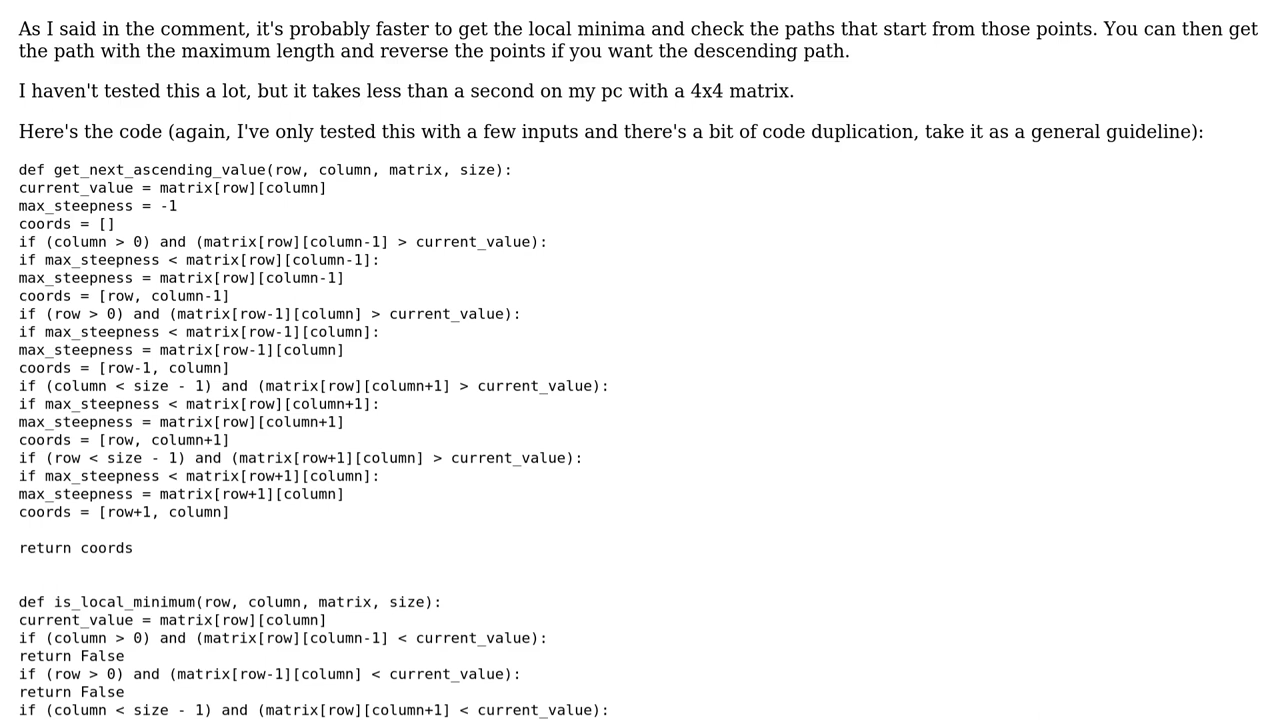 As I said in the comment, it's probably faster to get the local minima and check the paths that start from those points. You can then get
the path with the maximum length and reverse the points if you want the descending path.
I haven't tested this a lot, but it takes less than a second on my pc with a 4x4 matrix.
Here's the code (again, I've only tested this with a few inputs and there's a bit of code duplication, take it as a general guideline):
def get_next_ascending_value(row, column, matrix, size):
current_value = matrix[row][column]
max_steepness = -1
coords = []
if (column > 0) and (matrix[row][column-1] > current_value):
if max_steepness < matrix[row][column-1]:
max_steepness = matrix[row][column-1]
coords = [row, column-1]
if (row > 0) and (matrix[row-1][column] > current_value):
if max_steepness < matrix[row-1][column]:
max_steepness = matrix[row-1][column]
coords = [row-1, column]
if (column < size - 1) and (matrix[row][column+1] > current_value):
if max_steepness < matrix[row][column+1]:
max_steepness = matrix[row][column+1]
coords = [row, column+1]
if (row < size - 1) and (matrix[row+1][column] > current_value):
if max_steepness < matrix[row+1][column]:
max_steepness = matrix[row+1][column]
coords = [row+1, column]
return coords
def is_local_minimum(row, column, matrix, size):
current_value = matrix[row][column]
if (column > 0) and (matrix[row][column-1] < current_value):
return False
if (row > 0) and (matrix[row-1][column] < current_value):
return False
if (column < size - 1) and (matrix[row][column+1] < current_value):